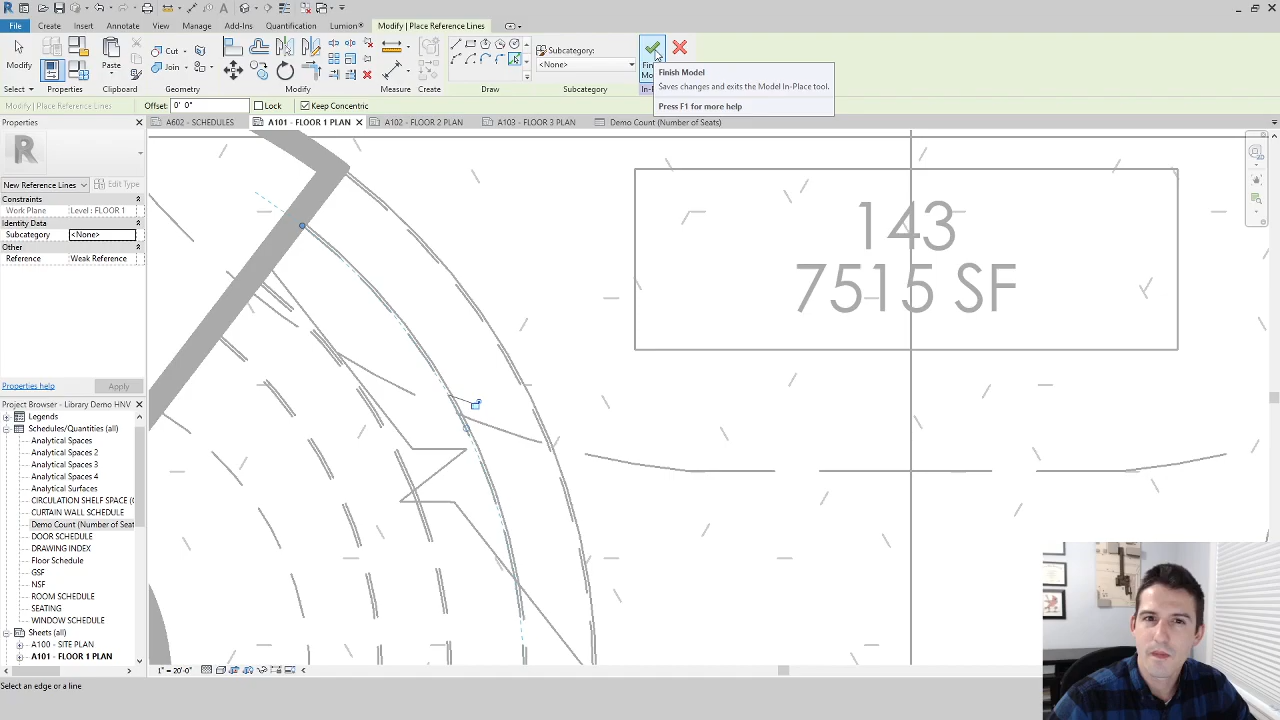 File
Create
Insert
Annotate
View
Manage
Add-Ins
Quantification
Lumion®
Modify | Place Reference Lines
Modify
Select
Properties
Paste
Clipboard
Cut
Join
Geometry
Modify
Measure
Create
Draw
Subcategory:
<None>
Subcategory
Finish Model
Saves changes and exits the Model In-Place tool.
Press F1 for more help
Modify | Place Reference Lines
Offset: 0' 0"
Lock
Keep Concentric
Properties
A602 - SCHEDULES
A101 - FLOOR 1 PLAN
A102 - FLOOR 2 PLAN
A103 - FLOOR 3 PLAN
Demo Count (Number of Seats)
New Reference Lines
Edit Type
Constraints
Work Plane Level : FLOOR 1
Identity Data
Subcategory <None>
Other
Reference Weak Reference
Properties help
Apply
Project Browser - Library Demo HNV
Legends
Schedules/Quantities (all)
Analytical Spaces
Analytical Spaces 2
Analytical Spaces 3
Analytical Spaces 4
Analytical Surfaces
CIRCULATION SHELF SPACE (
CURTAIN WALL SCHEDULE
Demo Count (Number of Seat
DOOR SCHEDULE
DRAWING INDEX
Floor Schedule
GSF
NSF
ROOM SCHEDULE
SEATING
WINDOW SCHEDULE
Sheets (all)
A100 - SITE PLAN
A101 - FLOOR 1 PLAN
143
7515 SF
1" = 20'-0"
Select an edge or a line